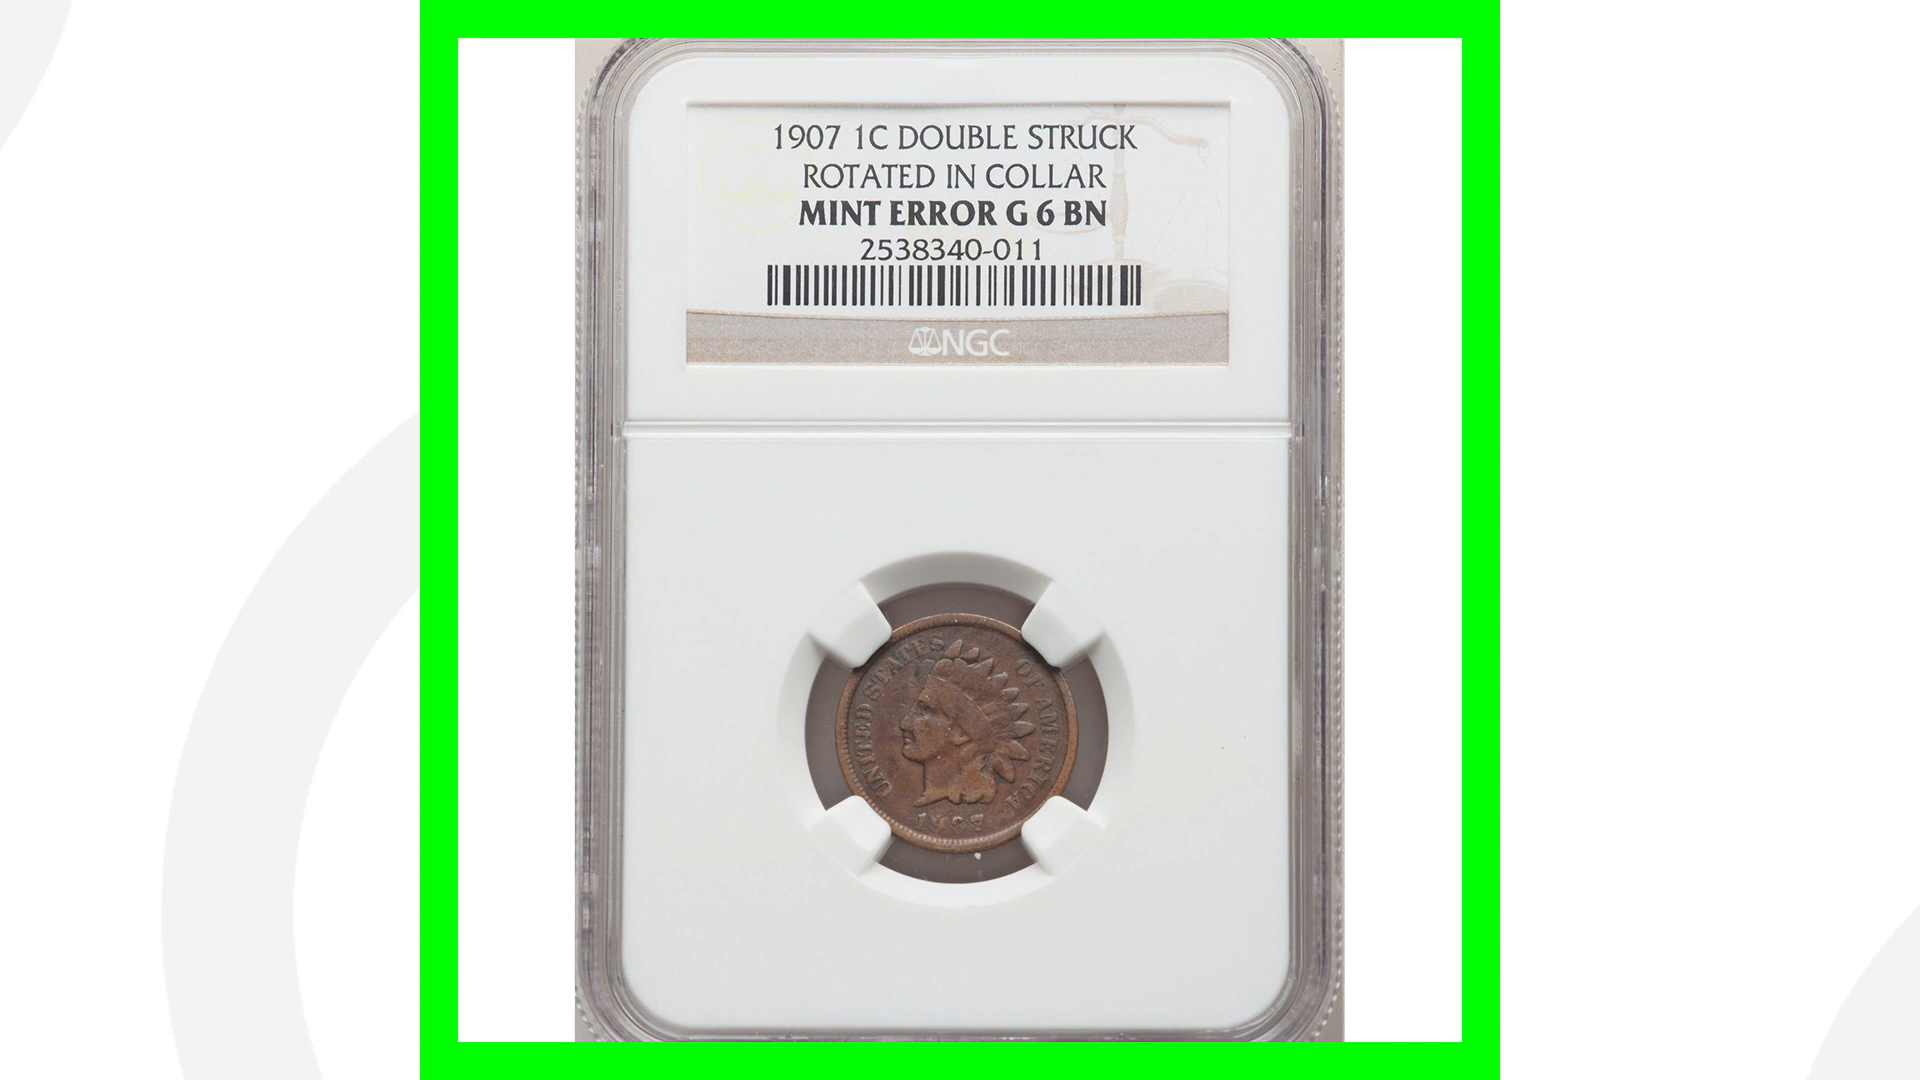 1907 1C DOUBLE STRUCK
ROTATED IN COLLAR
MINT ERROR G 6 BN
2538340-011
NGC
UNITED STATES OF AMERICA